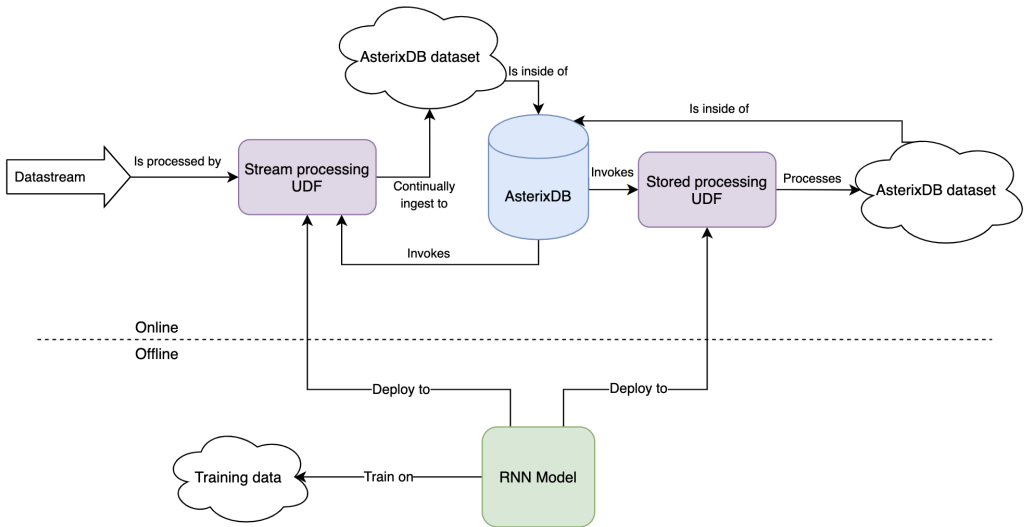 AsterixDB dataset
Is inside of
Is inside of
Datastream
Is processed by
Stream processing
UDF
Continually
ingest to
AsterixDB
Invokes
Stored processing
UDF
Processes
AsterixDB dataset
Invokes
Online
Offline
Deploy to
Deploy to
Training data
Train on
RNN Model